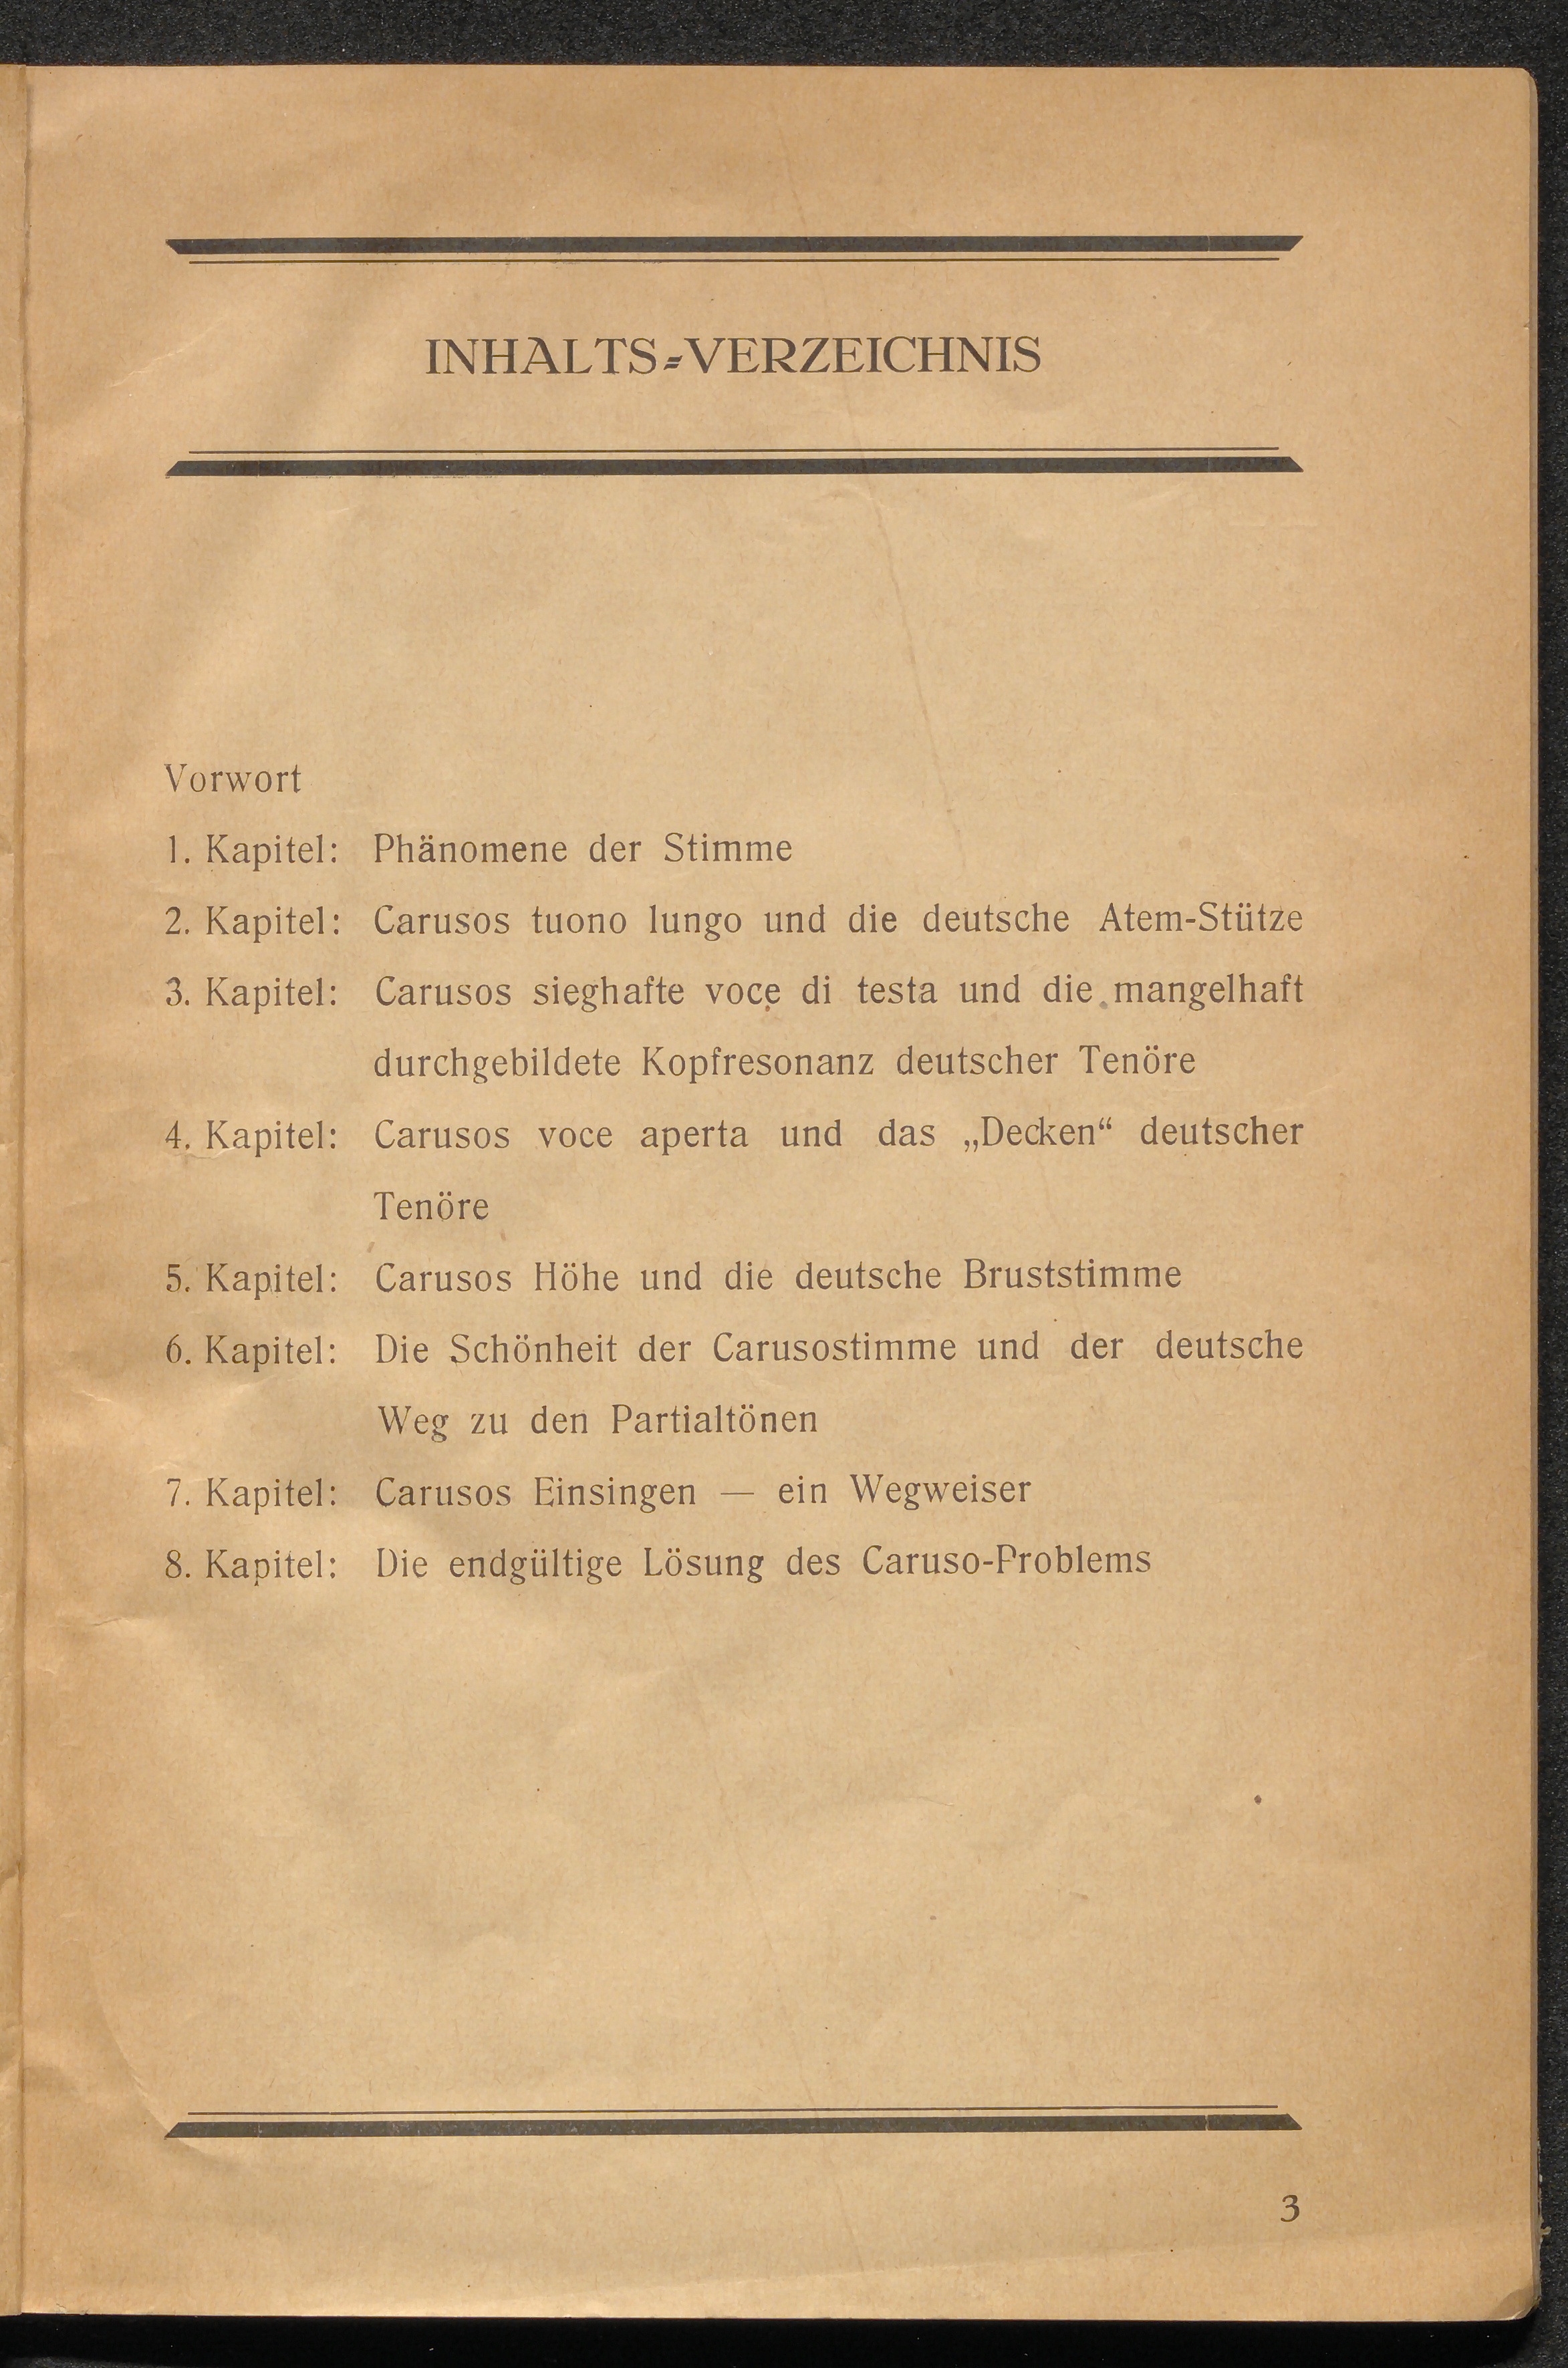 INHALTS-VERZEICHNIS
Vorwort
1. Kapitel: Phänomene der Stimme
2. Kapitel: Carusos tuono lungo und die deutsche Atem-Stütze
3. Kapitel: Carusos sieghafte voce di testa und die mangelhaft
durchgebildete Kopfresonanz deutscher Tenöre
4. Kapitel: Carusos voce aperta und das „Decken“ deutscher
Tenöre
5. Kapitel: Carusos Höhe und die deutsche Bruststimme
6. Kapitel: Die Schönheit der Carusostimme und der deutsche
Weg zu den Partialtönen
7. Kapitel: Carusos Einsingen — ein Wegweiser
8. Kapitel: Die endgültige Lösung des Caruso-Problems
3